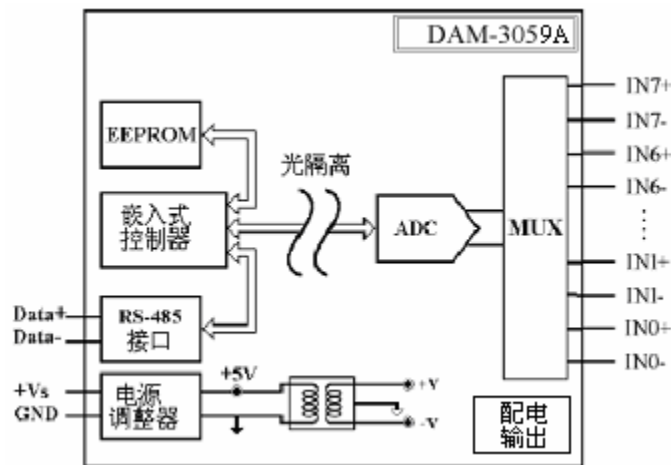 DAM-3059A
EEPROM
嵌入式
控制器
RS-485
接口
电源
调整器
Data+
Data-
+Vs
GND
+5V
光隔离
ADC
MUX
+V
-V
配电
输出
IN7+
IN7-
IN6+
IN6-
IN1+
IN1-
IN0+
IN0-